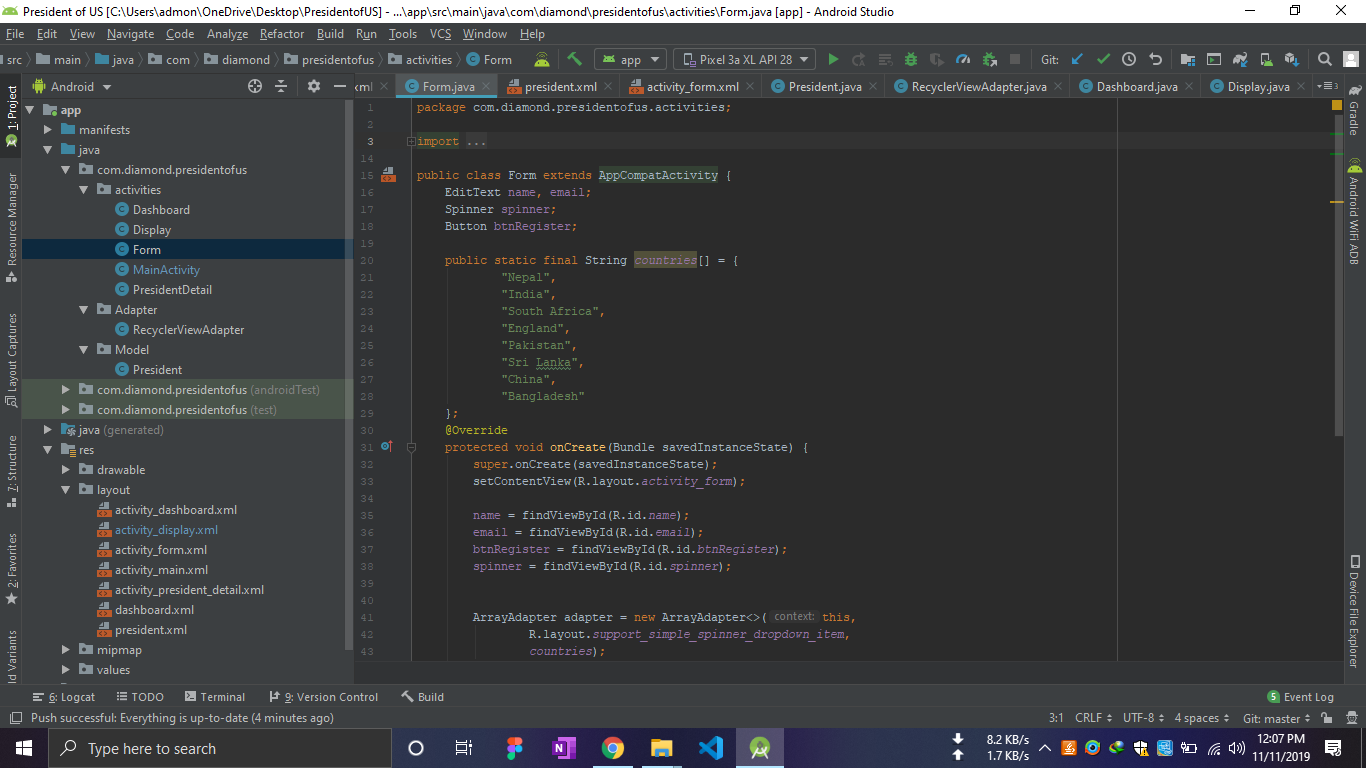 President of US [C:\Users\admon\OneDrive\Desktop\PresidentofUS] - ...\app\src\main\java\com\diamond\presidentofus\activities\Form.java [app] - Android Studio
File Edit View Navigate Code Analyze Refactor Build Run Tools VCS Window Help
src main java com diamond presidentofus activities Form app Pixel 3a XL API 28 Git:
Android
xml Form.java president.xml activity_form.xml President.java RecyclerViewAdapter.java Dashboard.java Display.java 3
1: Project
Resource Manager
Layout Captures
7: Structure
2: Favorites
ld Variants
app
manifests
java
com.diamond.presidentofus
activities
Dashboard
Display
Form
MainActivity
PresidentDetail
Adapter
RecyclerViewAdapter
Model
President
com.diamond.presidentofus (androidTest)
com.diamond.presidentofus (test)
java (generated)
res
drawable
layout
activity_dashboard.xml
activity_display.xml
activity_form.xml
activity_main.xml
activity_president_detail.xml
dashboard.xml
president.xml
mipmap
values
1 package com.diamond.presidentofus.activities;
2
3 import ...
14
15 public class Form extends AppCompatActivity {
16 EditText name, email;
17 Spinner spinner;
18 Button btnRegister;
19
20 public static final String countries[] = {
21 "Nepal",
22 "India",
23 "South Africa",
24 "England",
25 "Pakistan",
26 "Sri Lanka",
27 "China",
28 "Bangladesh"
29 };
30 @Override
31 protected void onCreate(Bundle savedInstanceState) {
32 super.onCreate(savedInstanceState);
33 setContentView(R.layout.activity_form);
34
35 name = findViewById(R.id.name);
36 email = findViewById(R.id.email);
37 btnRegister = findViewById(R.id.btnRegister);
38 spinner = findViewById(R.id.spinner);
39
40
41 ArrayAdapter adapter = new ArrayAdapter<>( context: this,
42 R.layout.support_simple_spinner_dropdown_item,
43 countries);
Gradle
Android WiFi ADB
Device File Explorer
6: Logcat TODO Terminal 9: Version Control Build 5 Event Log
Push successful: Everything is up-to-date (4 minutes ago) 3:1 CRLF UTF-8 4 spaces Git: master
Type here to search
8.2 KB/s
1.7 KB/s
12:07 PM
11/11/2019